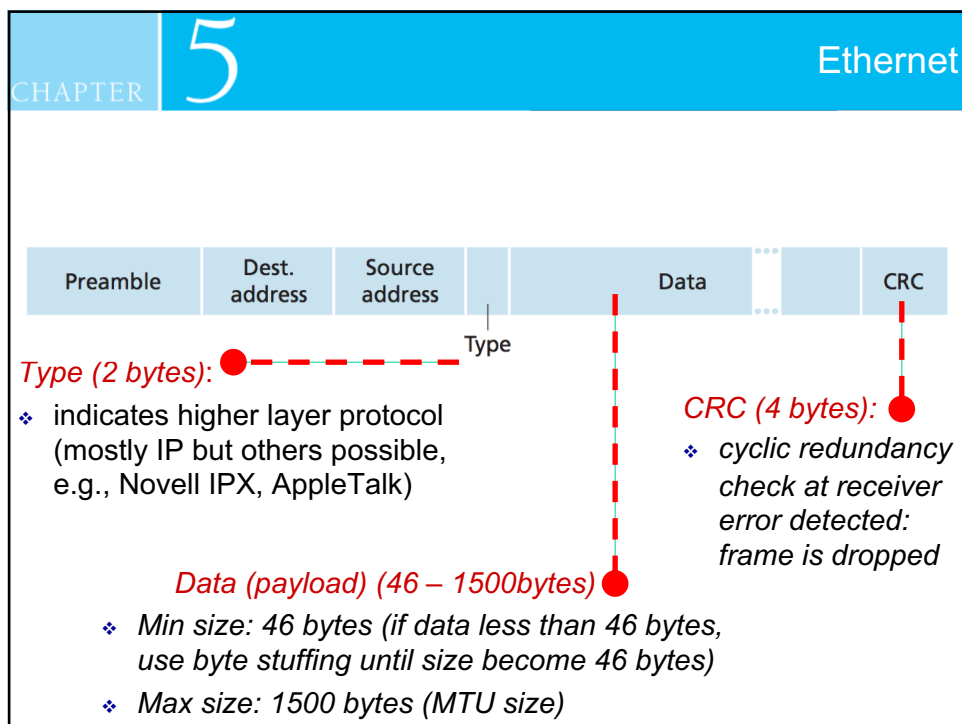 CHAPTER 5
Ethernet
Preamble
Dest.
address
Source
address
Data
CRC
Type
Type (2 bytes):
❖ indicates higher layer protocol
(mostly IP but others possible,
e.g., Novell IPX, AppleTalk)
CRC (4 bytes):
❖ cyclic redundancy
check at receiver
error detected:
frame is dropped
Data (payload) (46 – 1500bytes)
❖ Min size: 46 bytes (if data less than 46 bytes,
use byte stuffing until size become 46 bytes)
❖ Max size: 1500 bytes (MTU size)